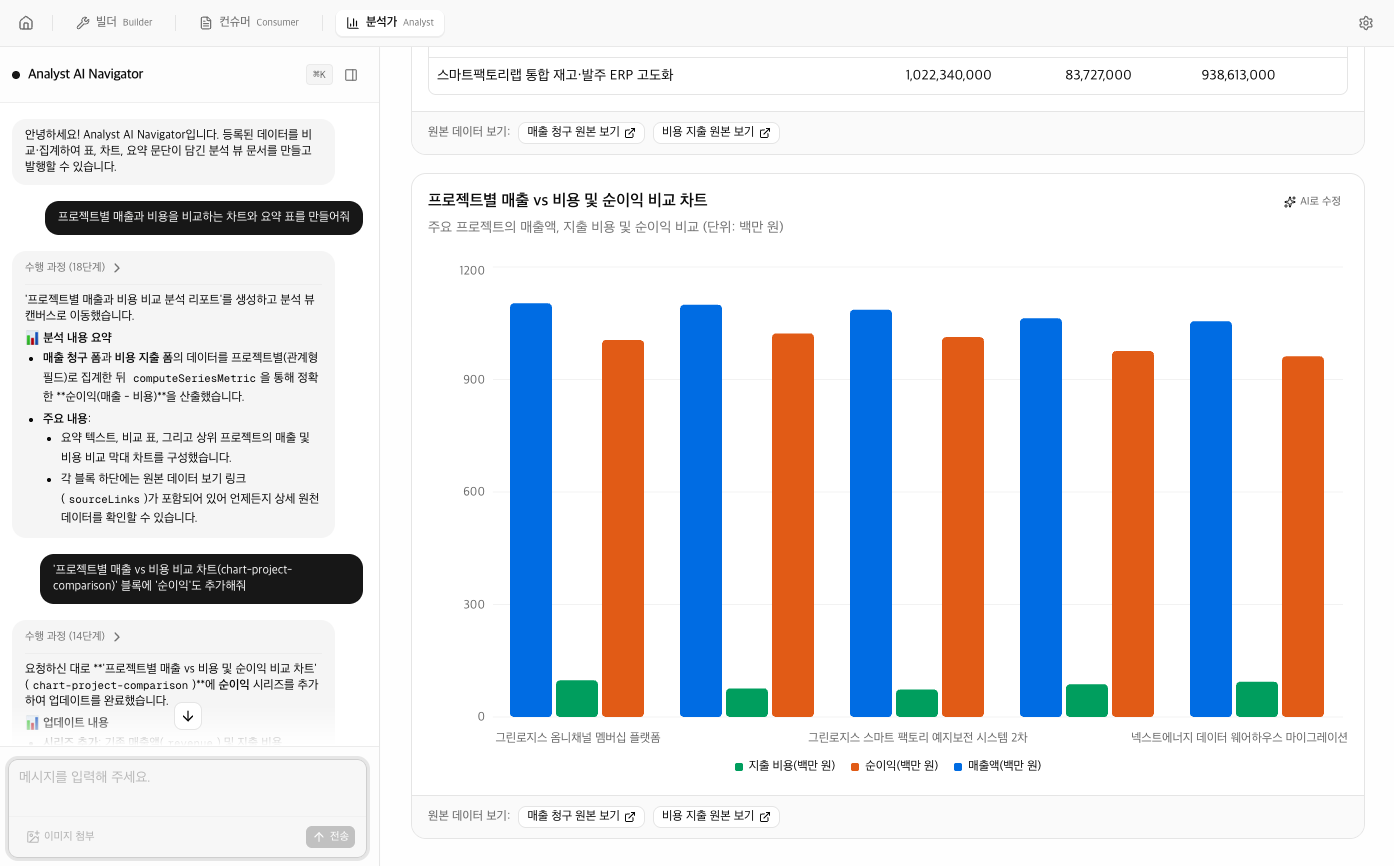 빌더 Builder
컨슈머 Consumer
분석가 Analyst
Analyst AI Navigator
⌘K
안녕하세요! Analyst AI Navigator입니다. 등록된 데이터를 비
교·집계하여 표, 차트, 요약 문단이 담긴 분석 뷰 문서를 만들고
발행할 수 있습니다.
프로젝트별 매출과 비용을 비교하는 차트와 요약 표를 만들어줘
수행 과정 (18단계)
'프로젝트별 매출과 비용 비교 분석 리포트'를 생성하고 분석 뷰
캔버스로 이동했습니다.
📊 분석 내용 요약
• 매출 청구 폼과 비용 지출 폼의 데이터를 프로젝트별(관계형
필드)로 집계한 뒤 computeSeriesMetric 을 통해 정확
한 **순이익(매출 - 비용)**을 산출했습니다.
• 주요 내용:
• 요약 텍스트, 비교 표, 그리고 상위 프로젝트의 매출 및
비용 비교 막대 차트를 구성했습니다.
• 각 블록 하단에는 원본 데이터 보기 링크
( sourceLinks )가 포함되어 있어 언제든지 상세 원천
데이터를 확인할 수 있습니다.
'프로젝트별 매출 vs 비용 비교 차트(chart-project-
comparison)' 블록에 '순이익'도 추가해줘
수행 과정 (14단계)
요청하신 대로 **'프로젝트별 매출 vs 비용 및 순이익 비교 차트'
( chart-project-comparison )**에 순이익 시리즈를 추가
하여 업데이트를 완료했습니다.
📊 업데이트 내용
• 시리즈 추가: 기존 매출액( revenue ) 및 지출 비용
메시지를 입력해 주세요.
이미지 첨부
전송
스마트팩토리랩 통합 재고·발주 ERP 고도화 1,022,340,000 83,727,000 938,613,000
원본 데이터 보기: 매출 청구 원본 보기 비용 지출 원본 보기
프로젝트별 매출 vs 비용 및 순이익 비교 차트
AI로 수정
주요 프로젝트의 매출액, 지출 비용 및 순이익 비교 (단위: 백만 원)
1200
900
600
300
0
그린로지스 옴니채널 멤버십 플랫폼 그린로지스 스마트 팩토리 예지보전 시스템 2차 넥스트에너지 데이터 웨어하우스 마이그레이션
지출 비용(백만 원) 순이익(백만 원) 매출액(백만 원)
원본 데이터 보기: 매출 청구 원본 보기 비용 지출 원본 보기